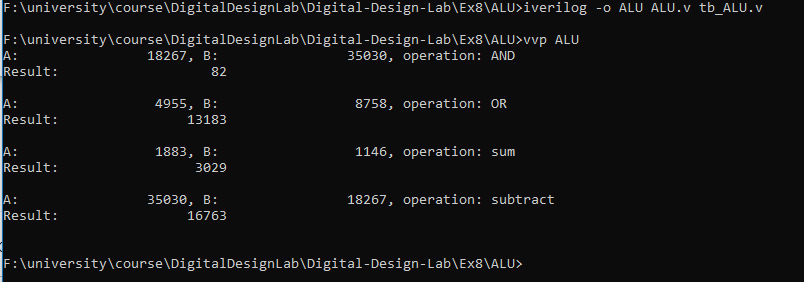 F:\university\course\DigitalDesignLab\Digital-Design-Lab\Ex8\ALU>iverilog -o ALU ALU.v tb_ALU.v
F:\university\course\DigitalDesignLab\Digital-Design-Lab\Ex8\ALU>vvp ALU
A:                18267, B:                35030, operation: AND
Result:                   82
A:                 4955, B:                 8758, operation: OR
Result:                13183
A:                 1883, B:                 1146, operation: sum
Result:                 3029
A:                35030, B:                18267, operation: subtract
Result:                16763
F:\university\course\DigitalDesignLab\Digital-Design-Lab\Ex8\ALU>